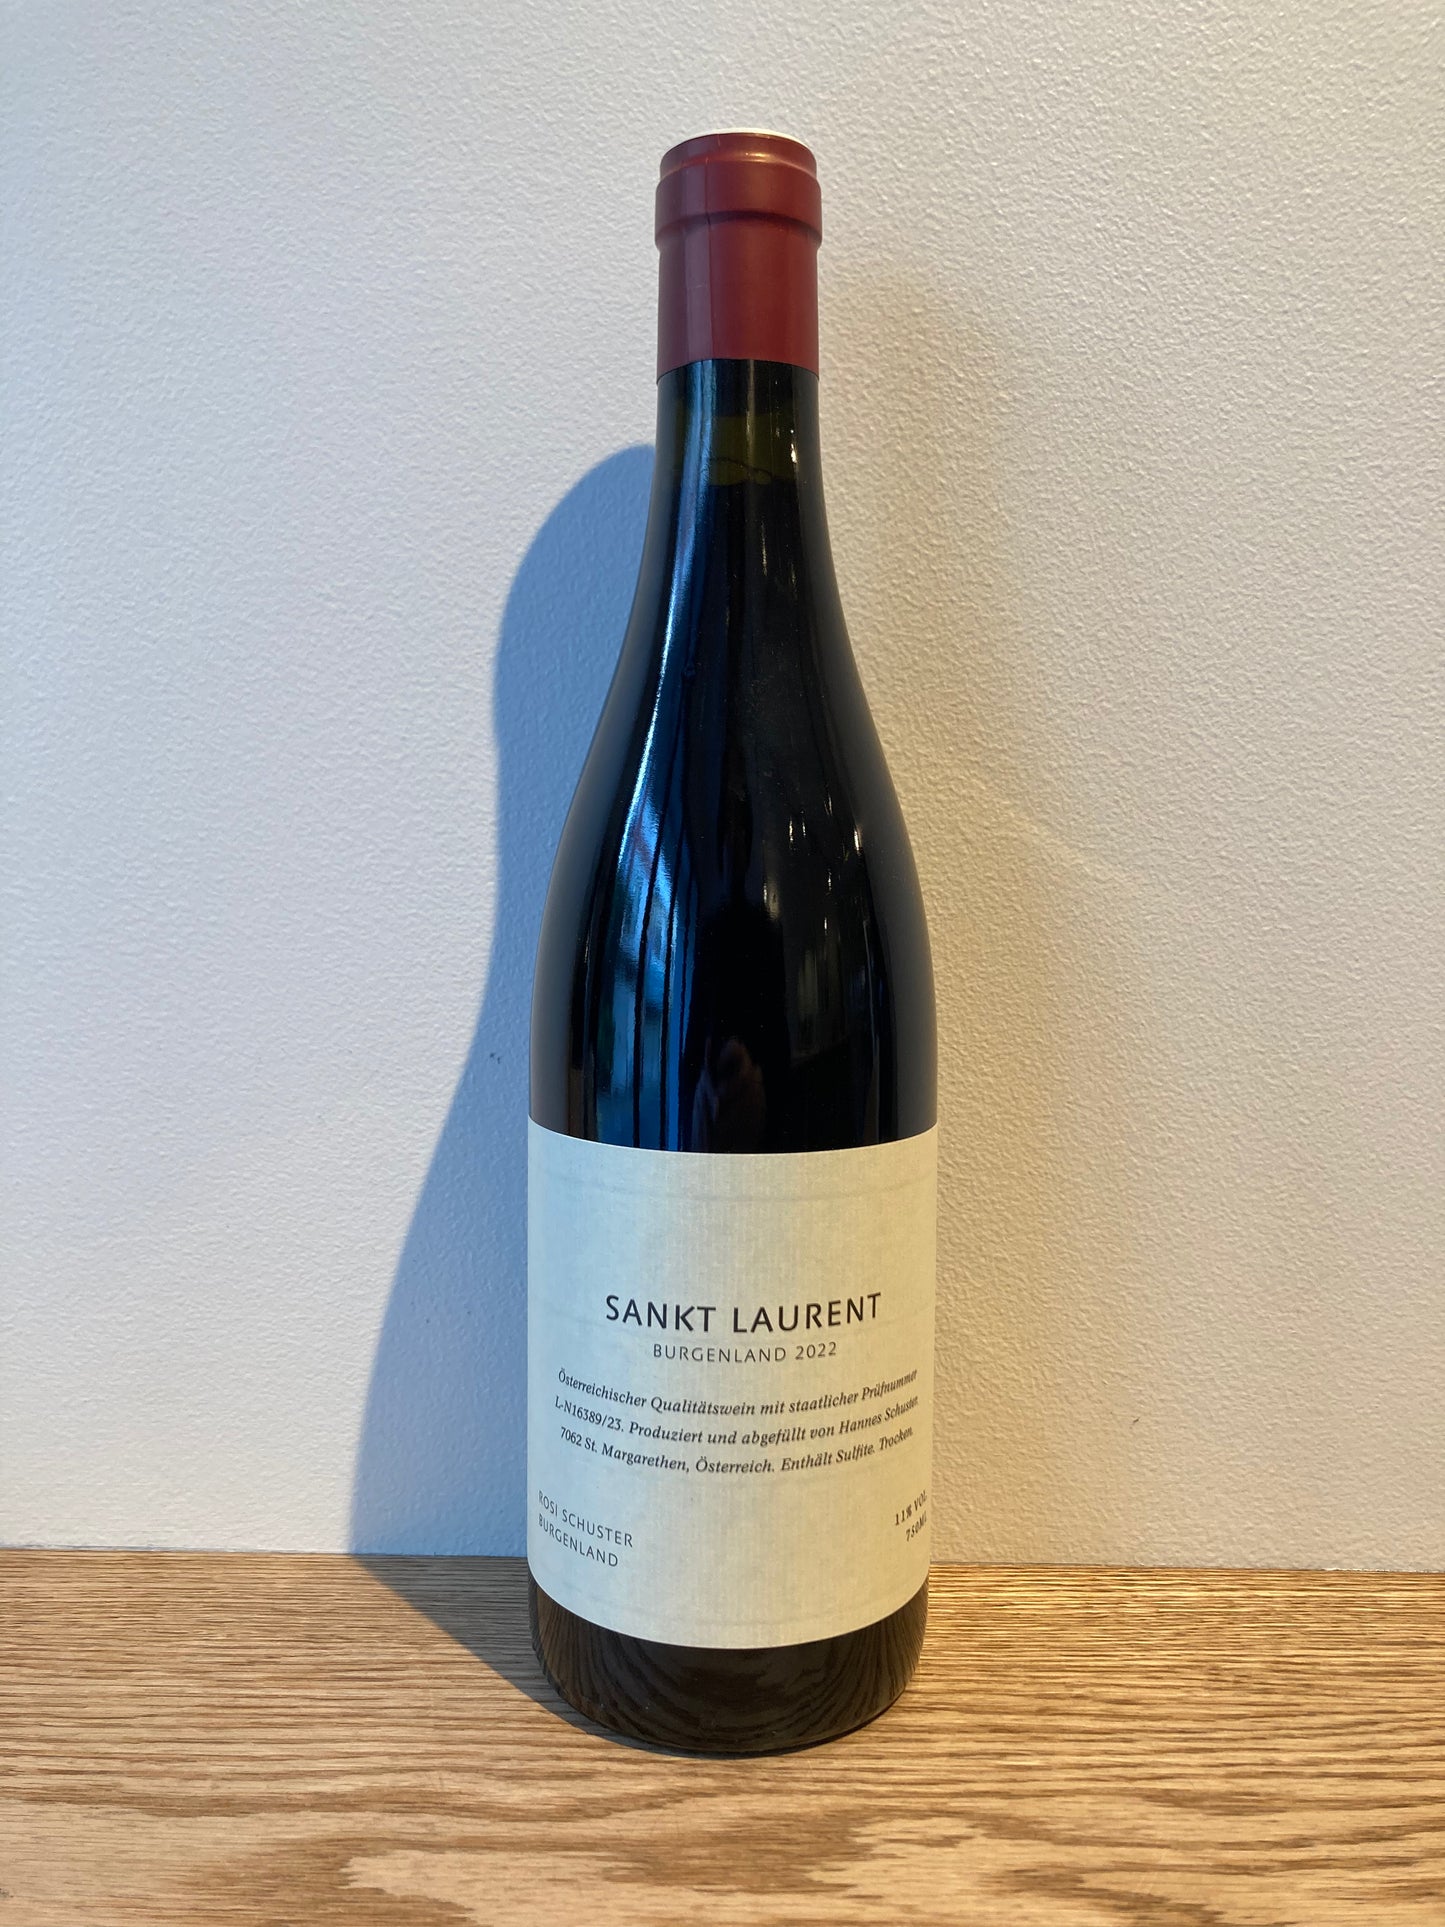 SANKT LAURENT
BURGENLAND 2022
Österreichischer Qualitätswein mit staatlicher Prüfnummer
L-N16389/23. Produziert und abgefüllt von Hannes Schuster.
7062 St. Margarethen, Österreich. Enthält Sulfite. Trocken.
ROSI SCHUSTER
BURGENLAND
11% VOL.
750ML